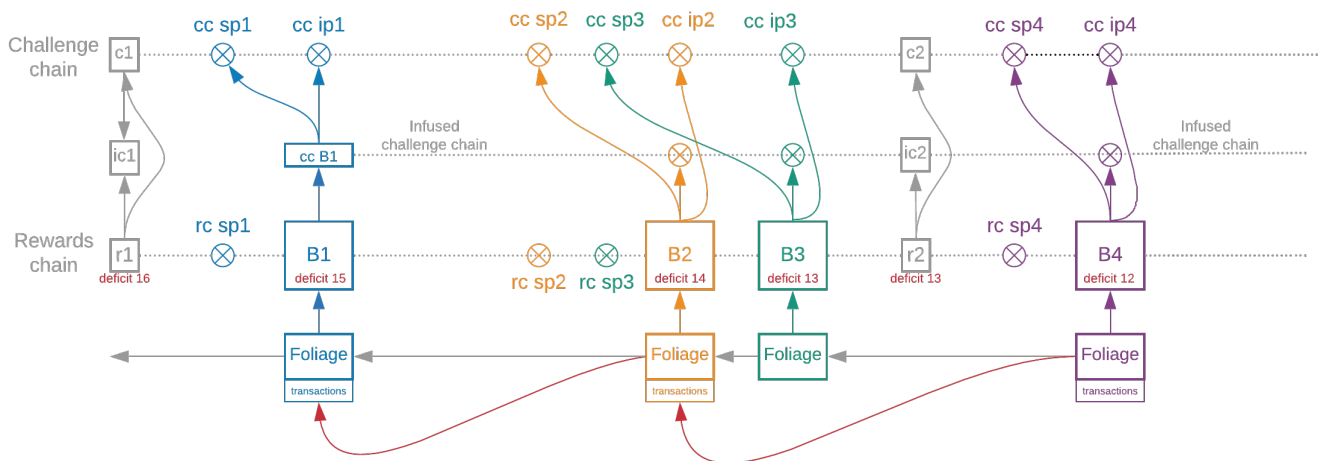 cc sp1
cc ip1
cc sp2
cc sp3
cc ip2
cc ip3
cc sp4
cc ip4
Challenge
chain
c1
c2
ic1
cc B1
Infused
challenge chain
ic2
Infused
challenge chain
rc sp1
rc sp4
Rewards
chain
r1
deficit 16
B1
deficit 15
rc sp2
rc sp3
B2
deficit 14
B3
deficit 13
r2
deficit 13
B4
deficit 12
Foliage
transactions
Foliage
transactions
Foliage
Foliage
transactions